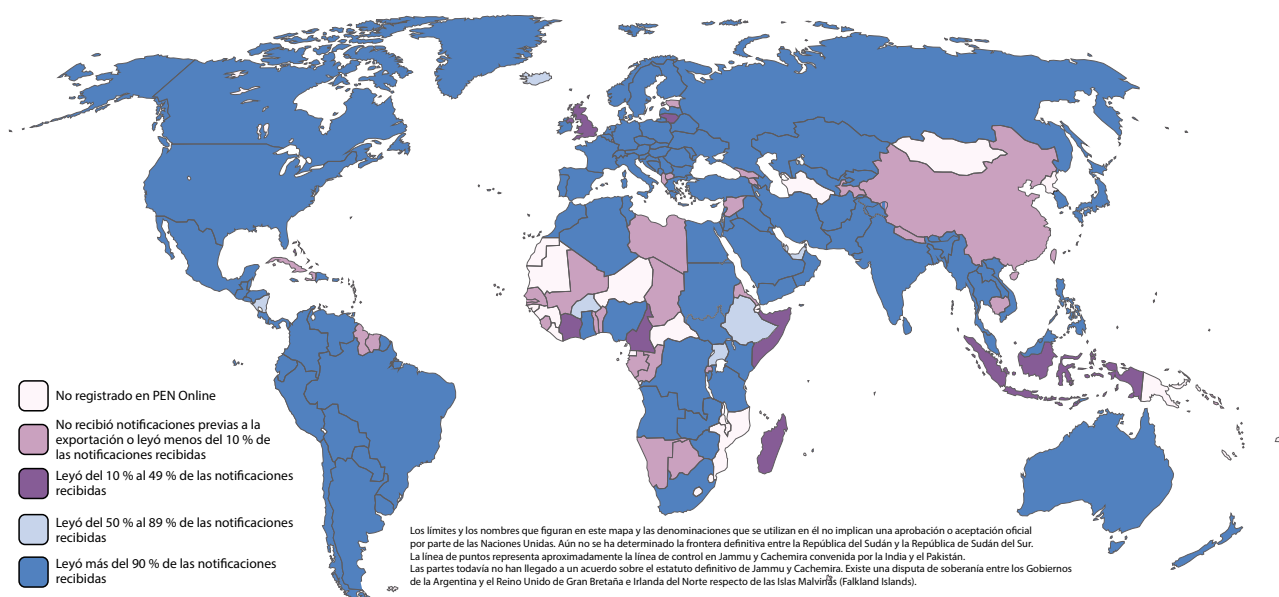 No registrado en PEN Online
No recibió notificaciones previas a la
exportación o leyó menos del 10 % de
las notificaciones recibidas
Leyó del 10 % al 49 % de las notificaciones
recibidas
Leyó del 50 % al 89 % de las notificaciones
recibidas
Leyó más del 90 % de las notificaciones
recibidas
Los límites y los nombres que figuran en este mapa y las denominaciones que se utilizan en él no implican una aprobación o aceptación oficial
por parte de las Naciones Unidas. Aún no se ha determinado la frontera definitiva entre la República del Sudán y la República de Sudán del Sur.
La línea de puntos representa aproximadamente la línea de control en Jammu y Cachemira convenida por la India y el Pakistán.
Las partes todavía no han llegado a un acuerdo sobre el estatuto definitivo de Jammu y Cachemira. Existe una disputa de soberanía entre los Gobiernos
de la Argentina y el Reino Unido de Gran Bretaña e Irlanda del Norte respecto de las Islas Malvinas (Falkland Islands).